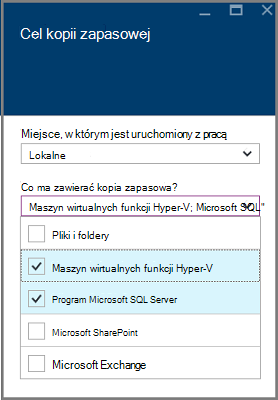 Cel kopii zapasowej
Miejsce, w którym jest uruchomiony z pracą
Lokalne
Co ma zawierać kopia zapasowa?
Maszyn wirtualnych funkcji Hyper-V; Microsoft SQL"
Pliki i foldery
Maszyn wirtualnych funkcji Hyper-V
Program Microsoft SQL Server
Microsoft SharePoint
Microsoft Exchange